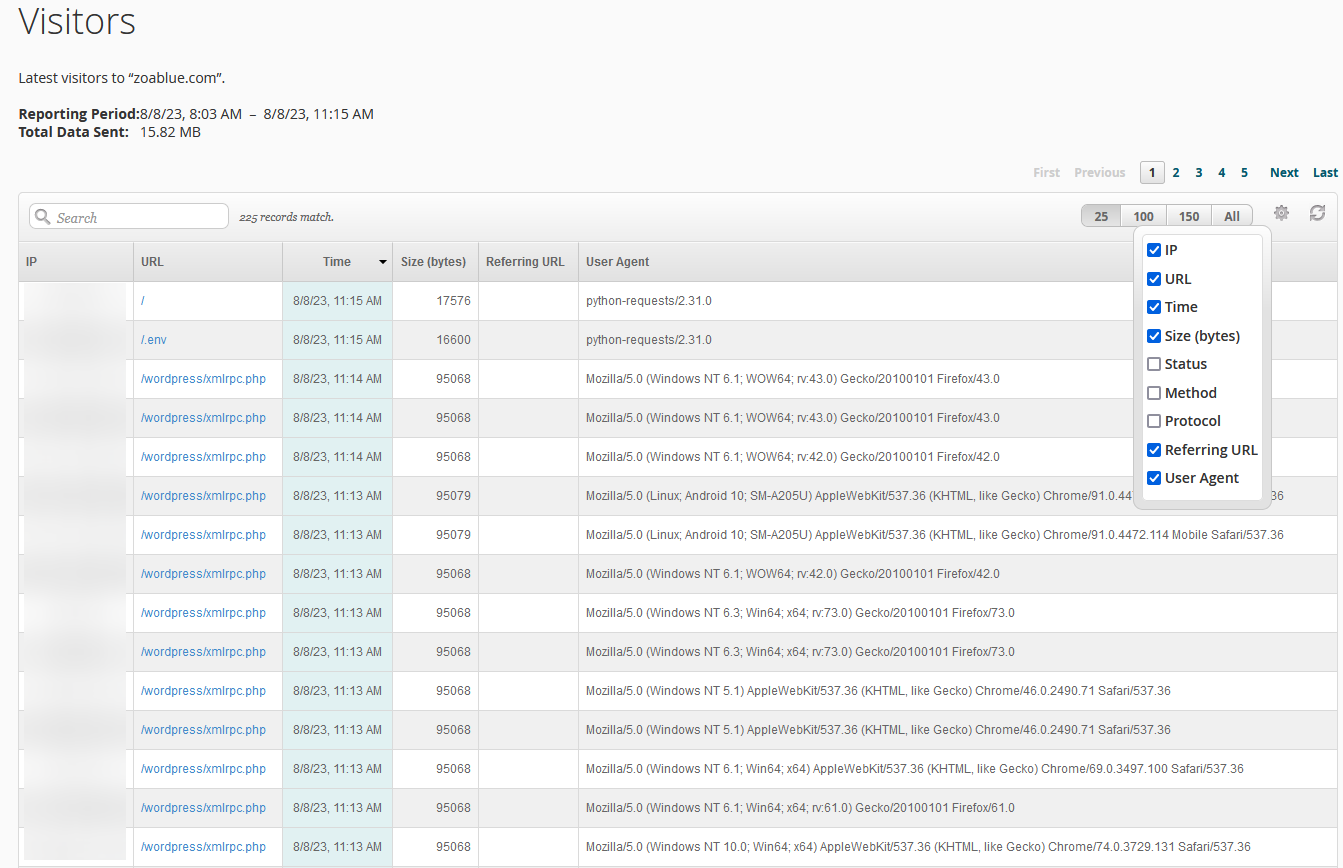 Visitors
Latest visitors to “zoablue.com”.
Reporting Period:8/8/23, 8:03 AM – 8/8/23, 11:15 AM
Total Data Sent: 15.82 MB
First Previous 1 2 3 4 5 Next Last
Search 225 records match. 25 100 150 All
IP URL Time Size (bytes) Referring URL User Agent
/ 8/8/23, 11:15 AM 17576 python-requests/2.31.0
/.env 8/8/23, 11:15 AM 16600 python-requests/2.31.0
/wordpress/xmlrpc.php 8/8/23, 11:14 AM 95068 Mozilla/5.0 (Windows NT 6.1; WOW64; rv:43.0) Gecko/20100101 Firefox/43.0
/wordpress/xmlrpc.php 8/8/23, 11:14 AM 95068 Mozilla/5.0 (Windows NT 6.1; WOW64; rv:43.0) Gecko/20100101 Firefox/43.0
/wordpress/xmlrpc.php 8/8/23, 11:14 AM 95068 Mozilla/5.0 (Windows NT 6.1; WOW64; rv:42.0) Gecko/20100101 Firefox/42.0
/wordpress/xmlrpc.php 8/8/23, 11:13 AM 95079 Mozilla/5.0 (Linux; Android 10; SM-A205U) AppleWebKit/537.36 (KHTML, like Gecko) Chrome/91.0.447 36
/wordpress/xmlrpc.php 8/8/23, 11:13 AM 95079 Mozilla/5.0 (Linux; Android 10; SM-A205U) AppleWebKit/537.36 (KHTML, like Gecko) Chrome/91.0.4472.114 Mobile Safari/537.36
/wordpress/xmlrpc.php 8/8/23, 11:13 AM 95068 Mozilla/5.0 (Windows NT 6.1; WOW64; rv:42.0) Gecko/20100101 Firefox/42.0
/wordpress/xmlrpc.php 8/8/23, 11:13 AM 95068 Mozilla/5.0 (Windows NT 6.3; Win64; x64; rv:73.0) Gecko/20100101 Firefox/73.0
/wordpress/xmlrpc.php 8/8/23, 11:13 AM 95068 Mozilla/5.0 (Windows NT 6.3; Win64; x64; rv:73.0) Gecko/20100101 Firefox/73.0
/wordpress/xmlrpc.php 8/8/23, 11:13 AM 95068 Mozilla/5.0 (Windows NT 5.1) AppleWebKit/537.36 (KHTML, like Gecko) Chrome/46.0.2490.71 Safari/537.36
/wordpress/xmlrpc.php 8/8/23, 11:13 AM 95068 Mozilla/5.0 (Windows NT 5.1) AppleWebKit/537.36 (KHTML, like Gecko) Chrome/46.0.2490.71 Safari/537.36
/wordpress/xmlrpc.php 8/8/23, 11:13 AM 95068 Mozilla/5.0 (Windows NT 6.1; Win64; x64) AppleWebKit/537.36 (KHTML, like Gecko) Chrome/69.0.3497.100 Safari/537.36
/wordpress/xmlrpc.php 8/8/23, 11:13 AM 95068 Mozilla/5.0 (Windows NT 6.1; Win64; x64; rv:61.0) Gecko/20100101 Firefox/61.0
/wordpress/xmlrpc.php 8/8/23, 11:13 AM 95068 Mozilla/5.0 (Windows NT 10.0; Win64; x64) AppleWebKit/537.36 (KHTML, like Gecko) Chrome/74.0.3729.131 Safari/537.36
IP
URL
Time
Size (bytes)
Status
Method
Protocol
Referring URL
User Agent